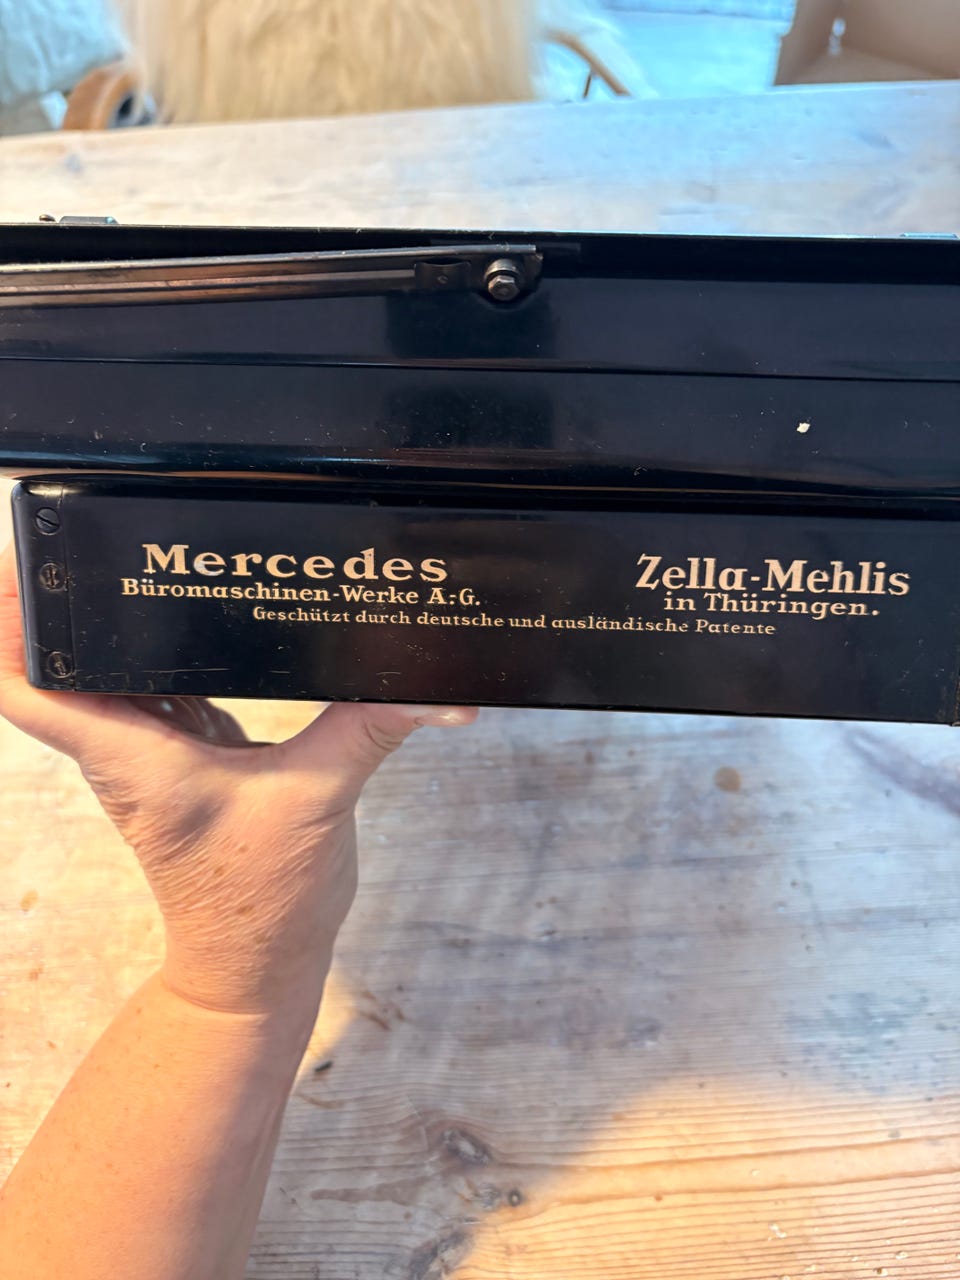 Mercedes
Büromaschinen-Werke A.-G.
Zella-Mehlis
in Thüringen.
Geschützt durch deutsche und ausländische Patente